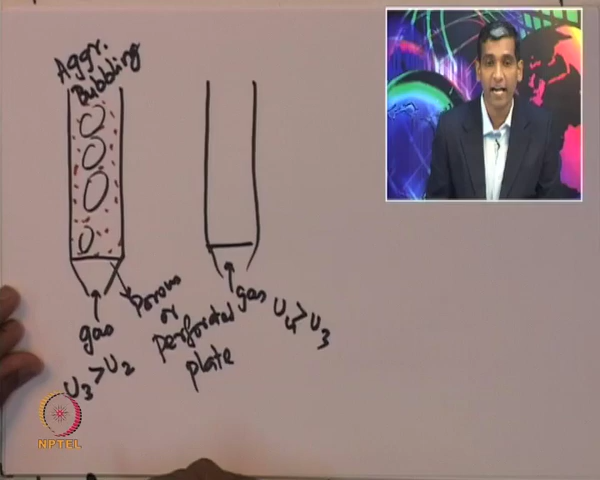 Aggr.
Bubbling
gas
U3 > U2
Porous
or
perforated
plate
gas
U4 > U3
NPTEL